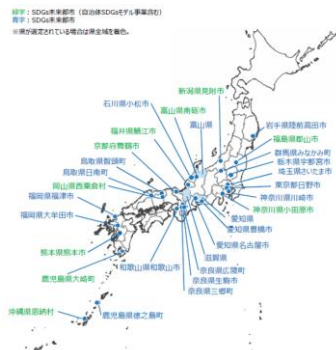 緑字：SDGs未来都市（自治体SDGsモデル事業含む）
青字：SDGs未来都市
※県が選定されている場合は県全域を着色。
新潟県見附市
石川県小松市
富山県南砺市
富山県
岩手県陸前高田市
福井県鯖江市
福島県郡山市
京都府舞鶴市
群馬県みなかみ町
鳥取県智頭町
栃木県宇都宮市
鳥取県日南町
埼玉県さいたま市
岡山県西粟倉村
東京都日野市
福岡県福津市
神奈川県川崎市
神奈川県小田原市
福岡県大牟田市
愛知県
愛知県豊橋市
熊本県熊本市
愛知県名古屋市
和歌山県和歌山市
滋賀県
鹿児島県大崎町
奈良県広陵町
奈良県生駒市
奈良県三郷町
沖縄県恩納村
鹿児島県徳之島町